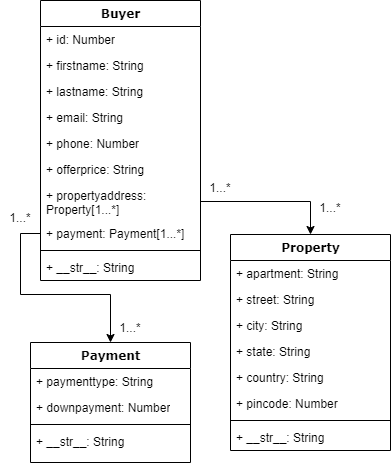 Buyer
+ id: Number
+ firstname: String
+ lastname: String
+ email: String
+ phone: Number
+ offerprice: String
+ propertyaddress:
Property[1...*]
+ payment: Payment[1...*]
+ __str__: String
1...*
1...*
1...*
1...*
Property
+ apartment: String
+ street: String
+ city: String
+ state: String
+ country: String
+ pincode: Number
+ __str__: String
Payment
+ paymenttype: String
+ downpayment: Number
+ __str__: String